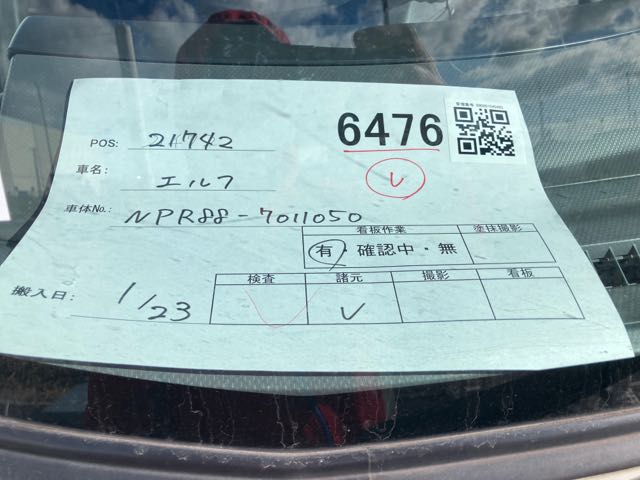 6476
POS: 21742
車名: エルフ
車体No.: NPR88-7011050
看板作業 塗抹撮影
有・確認中・無
検査 諸元 撮影 看板
搬入日: 1/23